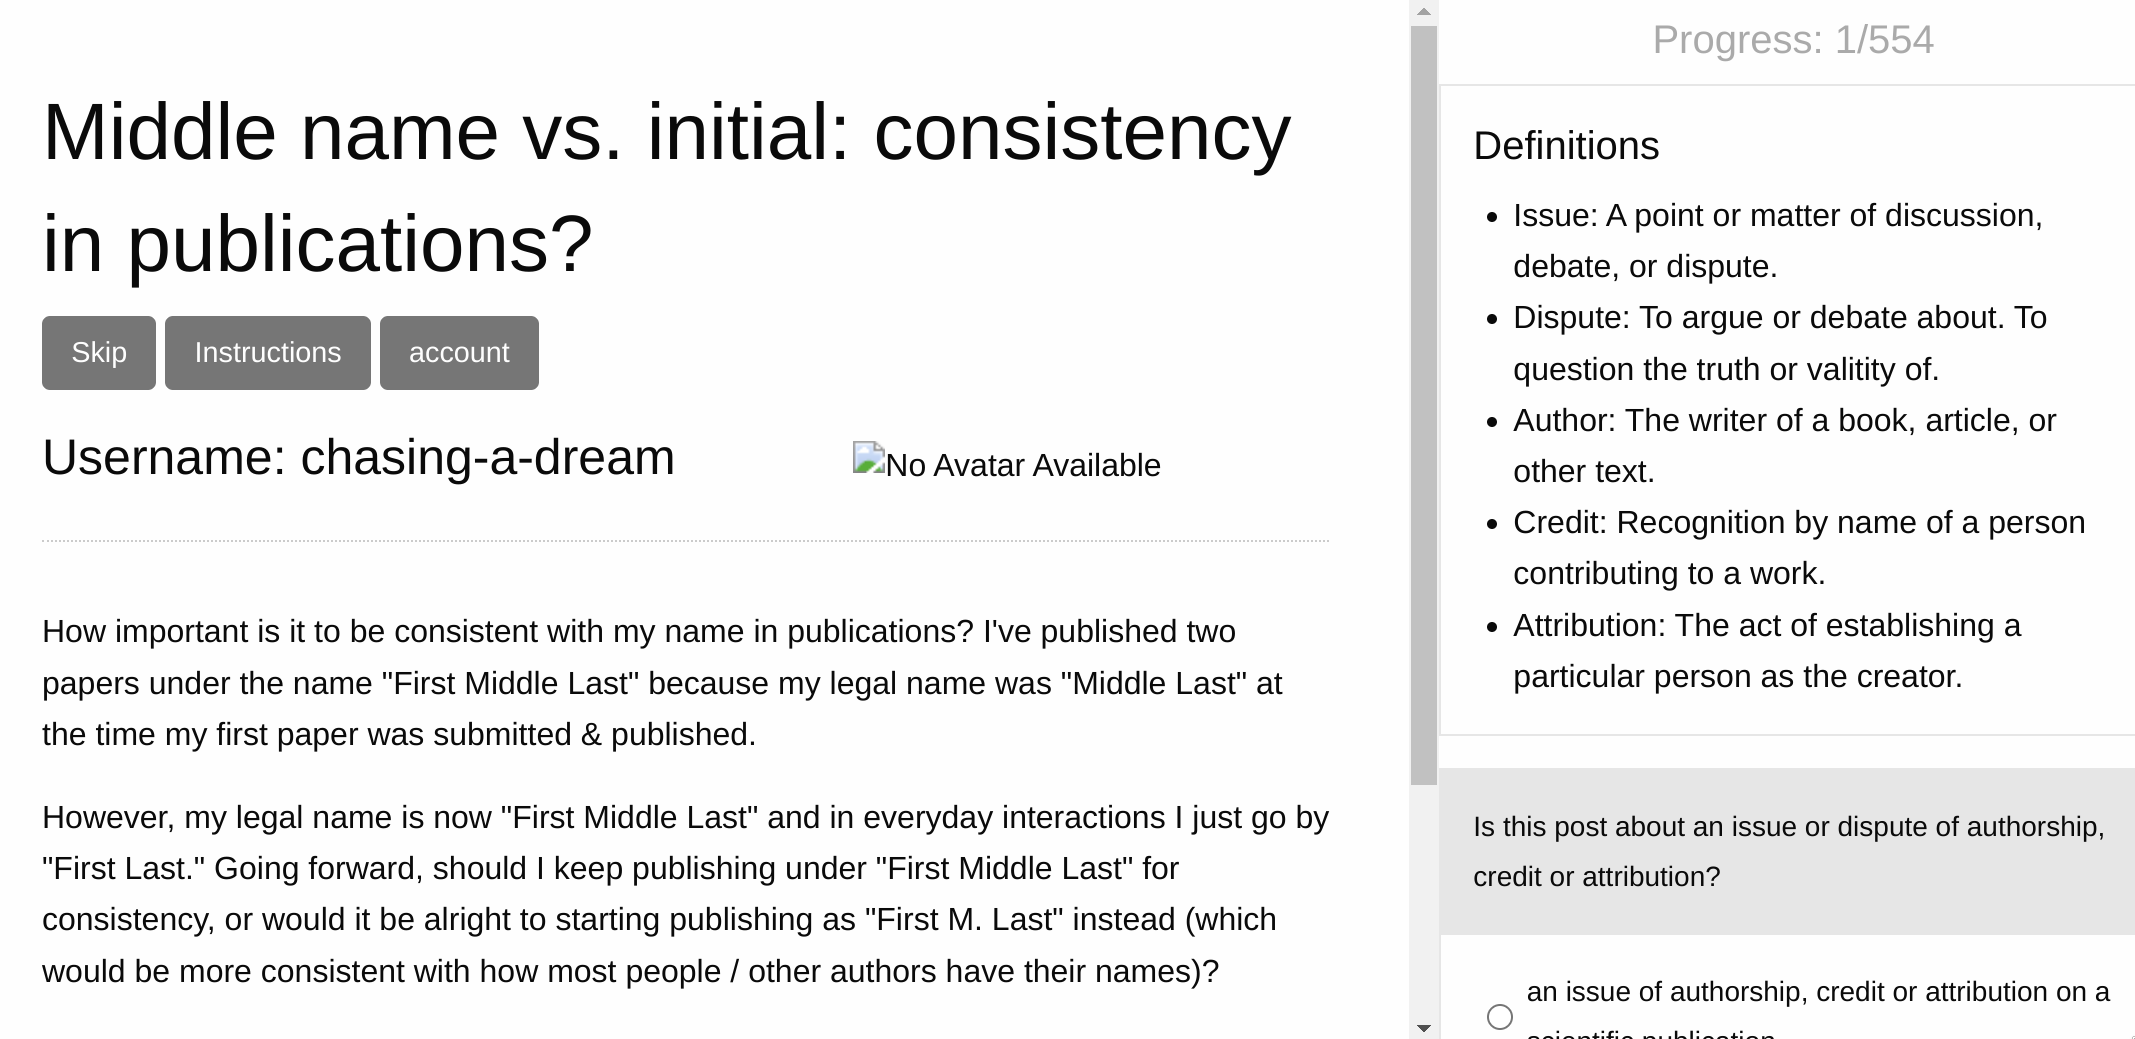 Middle name vs. initial: consistency
in publications?
Skip
Instructions
account
Username: chasing-a-dream
No Avatar Available
How important is it to be consistent with my name in publications? I've published two
papers under the name "First Middle Last" because my legal name was "Middle Last" at
the time my first paper was submitted & published.
However, my legal name is now "First Middle Last" and in everyday interactions I just go by
"First Last." Going forward, should I keep publishing under "First Middle Last" for
consistency, or would it be alright to starting publishing as "First M. Last" instead (which
would be more consistent with how most people / other authors have their names)?
Progress: 1/554
Definitions
Issue: A point or matter of discussion,
debate, or dispute.
Dispute: To argue or debate about. To
question the truth or valitity of.
Author: The writer of a book, article, or
other text.
Credit: Recognition by name of a person
contributing to a work.
Attribution: The act of establishing a
particular person as the creator.
Is this post about an issue or dispute of authorship,
credit or attribution?
an issue of authorship, credit or attribution on a
scientific publication